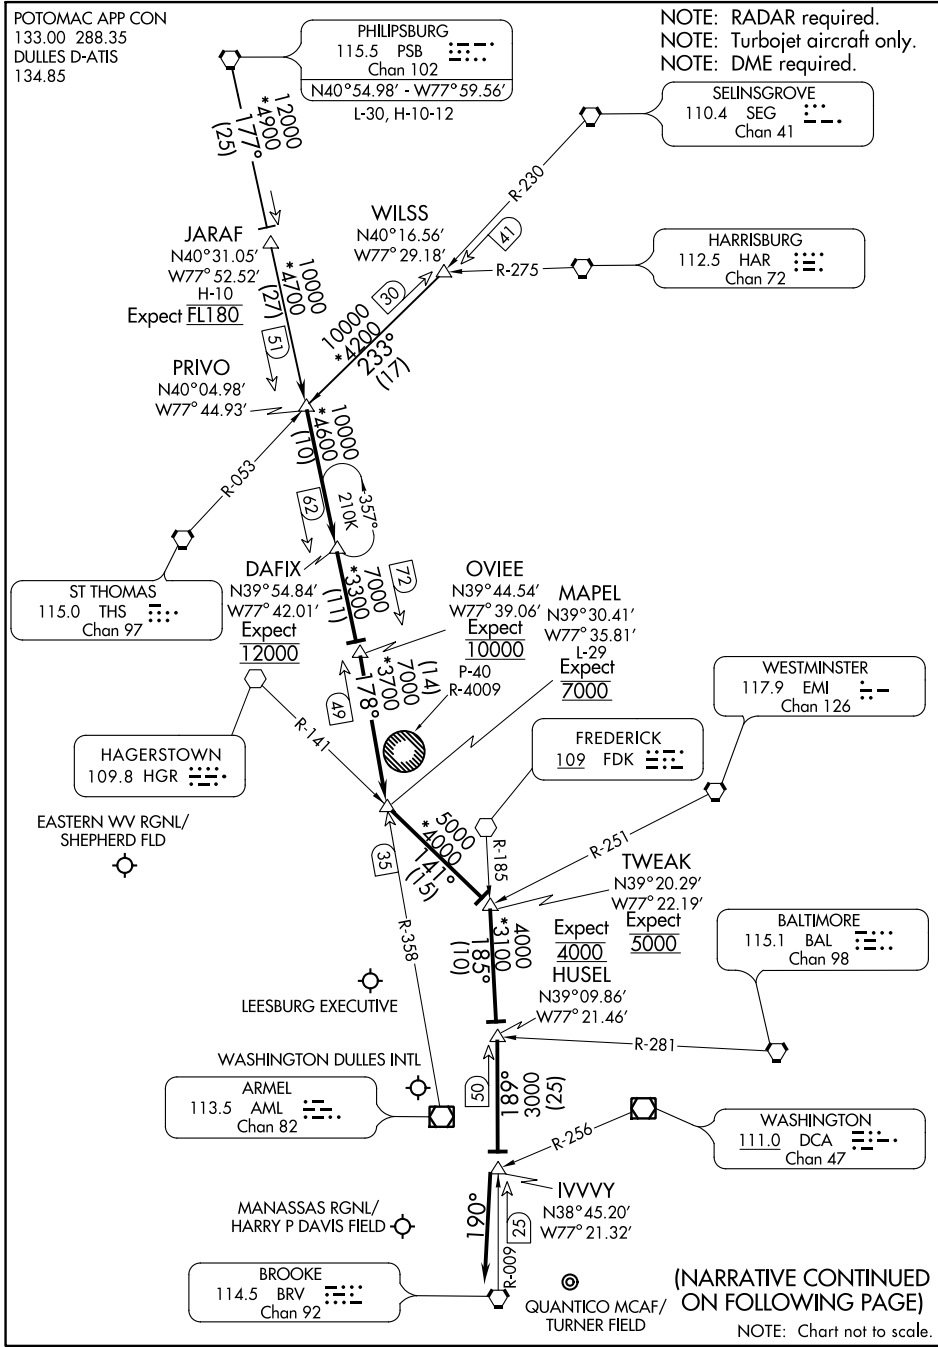 POTOMAC APP CON
133.00 288.35
DULLES D-ATIS
134.85
PHILIPSBURG
115.5 PSB
Chan 102
N40°54.98' - W77°59.56'
L-30, H-10-12
NOTE: RADAR required.
NOTE: Turbojet aircraft only.
NOTE: DME required.
SELINSGROVE
110.4 SEG
Chan 41
12000
*4900
177°
(25)
R-230
WILSS
N40°16.56'
W77°29.18'
41
R-275
HARRISBURG
112.5 HAR
Chan 72
JARAF
N40°31.05'
W77°52.52'
H-10
Expect FL180
10000
*4700
(27)
51
30
10000
*4200
233°
(17)
PRIVO
N40°04.98'
W77°44.93'
10000
*4600
(10)
R-053
62
357°
210K
ST THOMAS
115.0 THS
Chan 97
DAFIX
N39°54.84'
W77°42.01'
Expect
12000
7000
*3300
(11)
72
OVIEE
N39°44.54'
W77°39.06'
Expect
10000
MAPEL
N39°30.41'
W77°35.81'
L-29
Expect
7000
P-40
R-4009
(14)
7000
*3700
178°
49
WESTMINSTER
117.9 EMI
Chan 126
HAGERSTOWN
109.8 HGR
R-141
FREDERICK
109 FDK
EASTERN WV RGNL/
SHEPHERD FLD
35
5000
*4000
141°
(15)
R-185
R-251
TWEAK
N39°20.29'
W77°22.19'
Expect
5000
R-358
4000
*3100
185°
(10)
Expect
4000
HUSEL
N39°09.86'
W77°21.46'
BALTIMORE
115.1 BAL
Chan 98
LEESBURG EXECUTIVE
R-281
WASHINGTON DULLES INTL
ARMEL
113.5 AML
Chan 82
50
189°
3000
(25)
R-256
WASHINGTON
111.0 DCA
Chan 47
IVVVY
N38°45.20'
W77°21.32'
MANASSAS RGNL/
HARRY P DAVIS FIELD
190°
25
R-009
BROOKE
114.5 BRV
Chan 92
QUANTICO MCAF/
TURNER FIELD
(NARRATIVE CONTINUED
ON FOLLOWING PAGE)
NOTE: Chart not to scale.